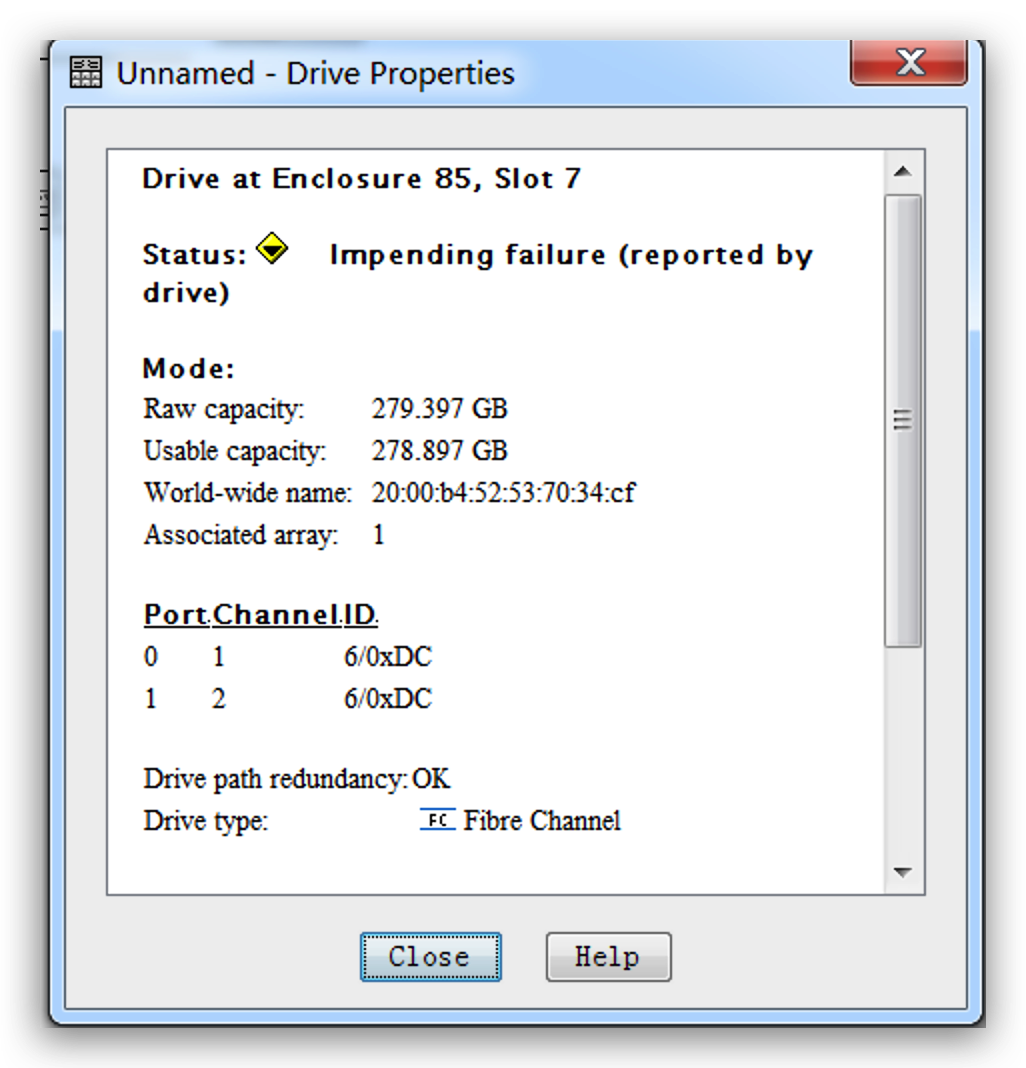 Unnamed - Drive Properties
Drive at Enclosure 85, Slot 7
Status: Impending failure (reported by
drive)
Mode:
Raw capacity: 279.397 GB
Usable capacity: 278.897 GB
World-wide name: 20:00:b4:52:53:70:34:cf
Associated array: 1
Port Channel ID
0 1 6/0xDC
1 2 6/0xDC
Drive path redundancy: OK
Drive type: FC Fibre Channel
Close Help